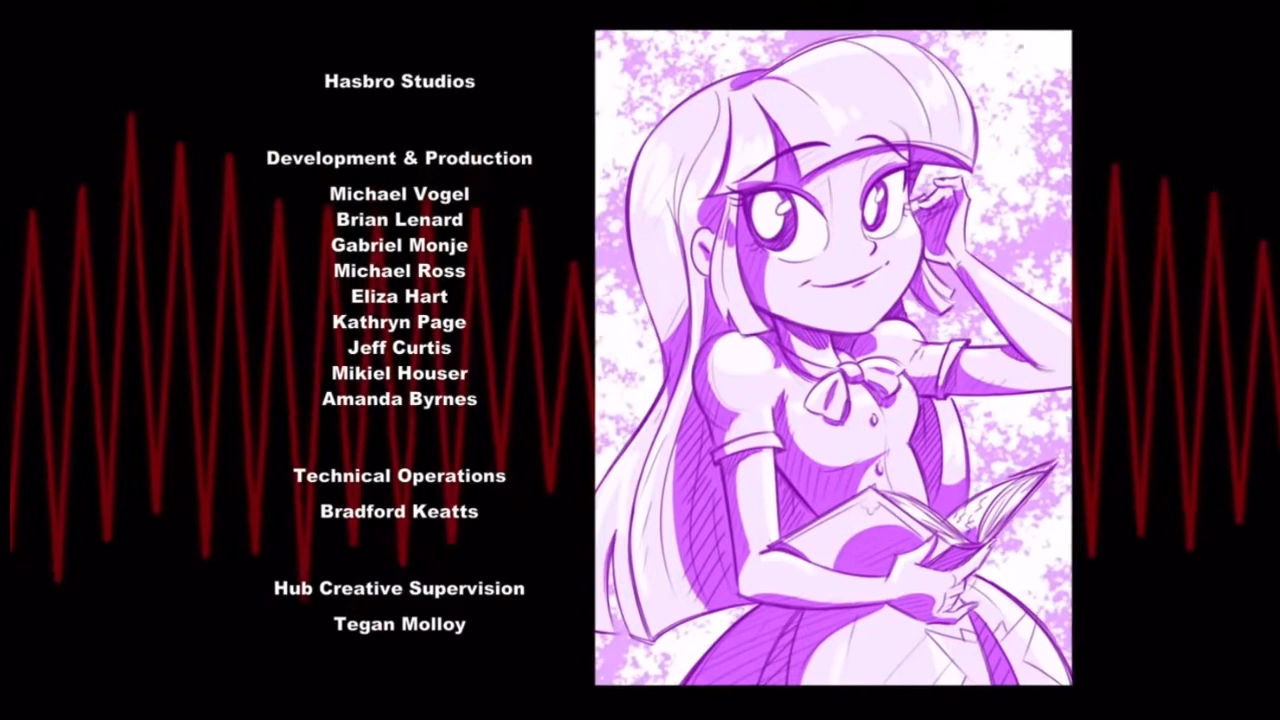 Hasbro Studios
Development & Production
Michael Vogel
Brian Lenard
Gabriel Monje
Michael Ross
Eliza Hart
Kathryn Page
Jeff Curtis
Mikiel Houser
Amanda Byrnes
Technical Operations
Bradford Keatts
Hub Creative Supervision
Tegan Molloy